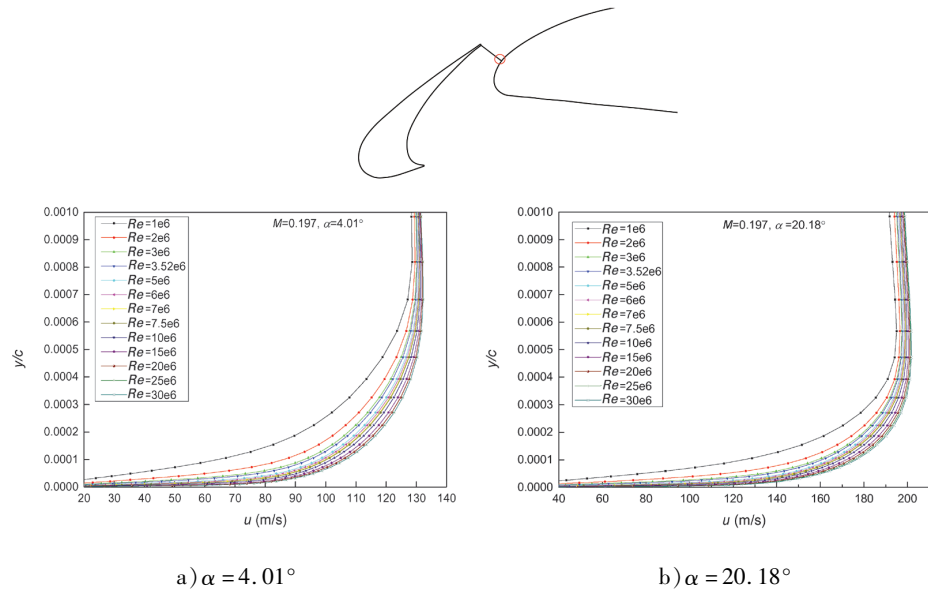 0.0010
0.0009
0.0008
0.0007
0.0006
0.0005
0.0004
0.0003
0.0002
0.0001
0.0000
y/c
Re=1e6
Re=2e6
Re=3e6
Re=3.52e6
Re=5e6
Re=6e6
Re=7e6
Re=7.5e6
Re=10e6
Re=15e6
Re=20e6
Re=25e6
Re=30e6
M=0.197, α=4.01°
20 30 40 50 60 70 80 90 100 110 120 130 140
u (m/s)
0.0010
0.0009
0.0008
0.0007
0.0006
0.0005
0.0004
0.0003
0.0002
0.0001
0.0000
y/c
Re=1e6
Re=2e6
Re=3e6
Re=3.52e6
Re=5e6
Re=6e6
Re=7e6
Re=7.5e6
Re=10e6
Re=15e6
Re=20e6
Re=25e6
Re=30e6
M=0.197, α=20.18°
40 60 80 100 120 140 160 180 200
u (m/s)
a) α = 4.01°
b) α = 20.18°